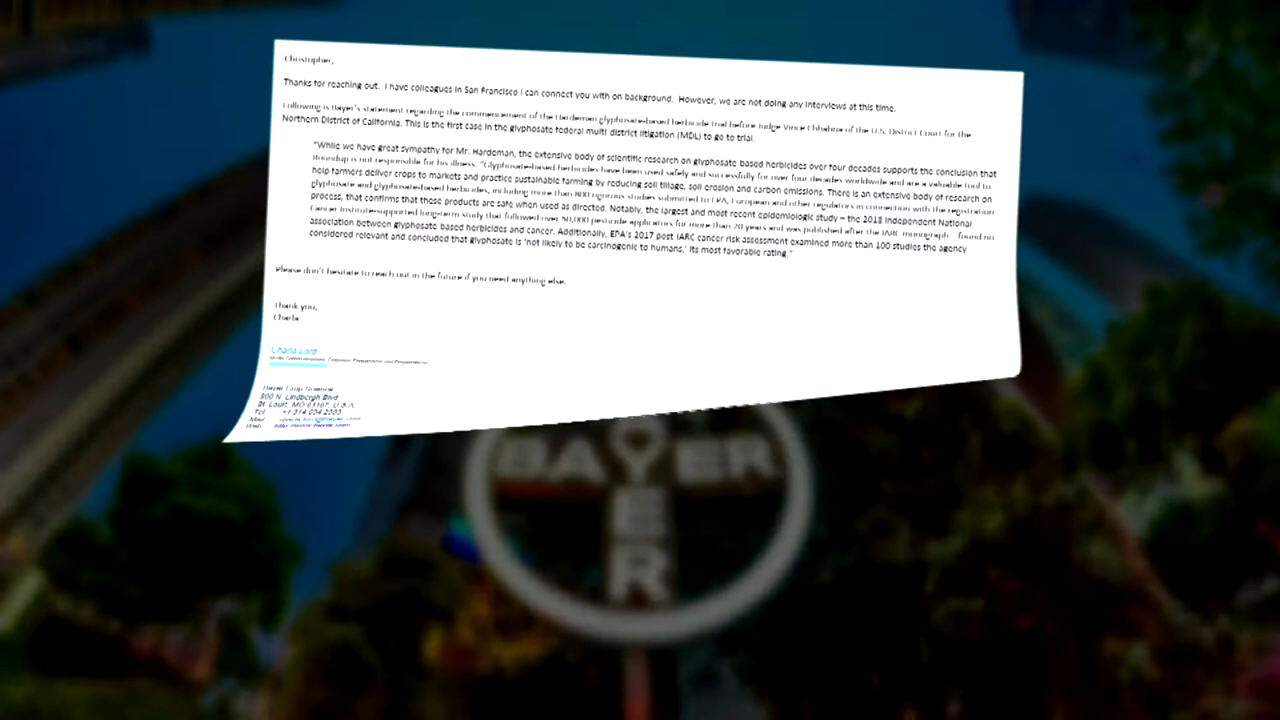 Christopher,
Thanks for reaching out. I have colleagues in San Francisco I can connect you with on background. However, we are not doing any interviews at this time.
Following is Bayer's statement regarding the commencement of the Hardeman glyphosate-based herbicide trial before Judge Vince Chhabria of the U.S. District Court for the
Northern District of California. This is the first case in the glyphosate federal multi district litigation (MDL) to go to trial.
"While we have great sympathy for Mr. Hardeman, the extensive body of scientific research on glyphosate based herbicides over four decades supports the conclusion that
Roundup is not responsible for his illness. "Glyphosate-based herbicides have been used safely and successfully for over four decades worldwide and are a valuable tool to
help farmers deliver crops to markets and practice sustainable farming by reducing soil tillage, soil erosion and carbon emissions. There is an extensive body of research on
glyphosate and glyphosate-based herbicides, including more than 800 rigorous studies submitted to EPA, European and other regulators in connection with the registration
process, that confirms that these products are safe when used as directed. Notably, the largest and most recent epidemiologic study – the 2018 independent National
Cancer Institute-supported long-term study that followed over 50,000 pesticide applicators for more than 20 years and was published after the IARC monograph – found no
association between glyphosate based herbicides and cancer. Additionally, EPA's 2017 post IARC cancer risk assessment examined more than 100 studies the agency
considered relevant and concluded that glyphosate is 'not likely to be carcinogenic to humans,' its most favorable rating."
Please don't hesitate to reach out in the future if you need anything else.
Thank you,
Charla
Charla Lord
Bayer Crop Science
800 N. Lindbergh Blvd
St. Louis, MO 63167, U.S.A.
Tel
Mail
Web
BAYER
BAYER